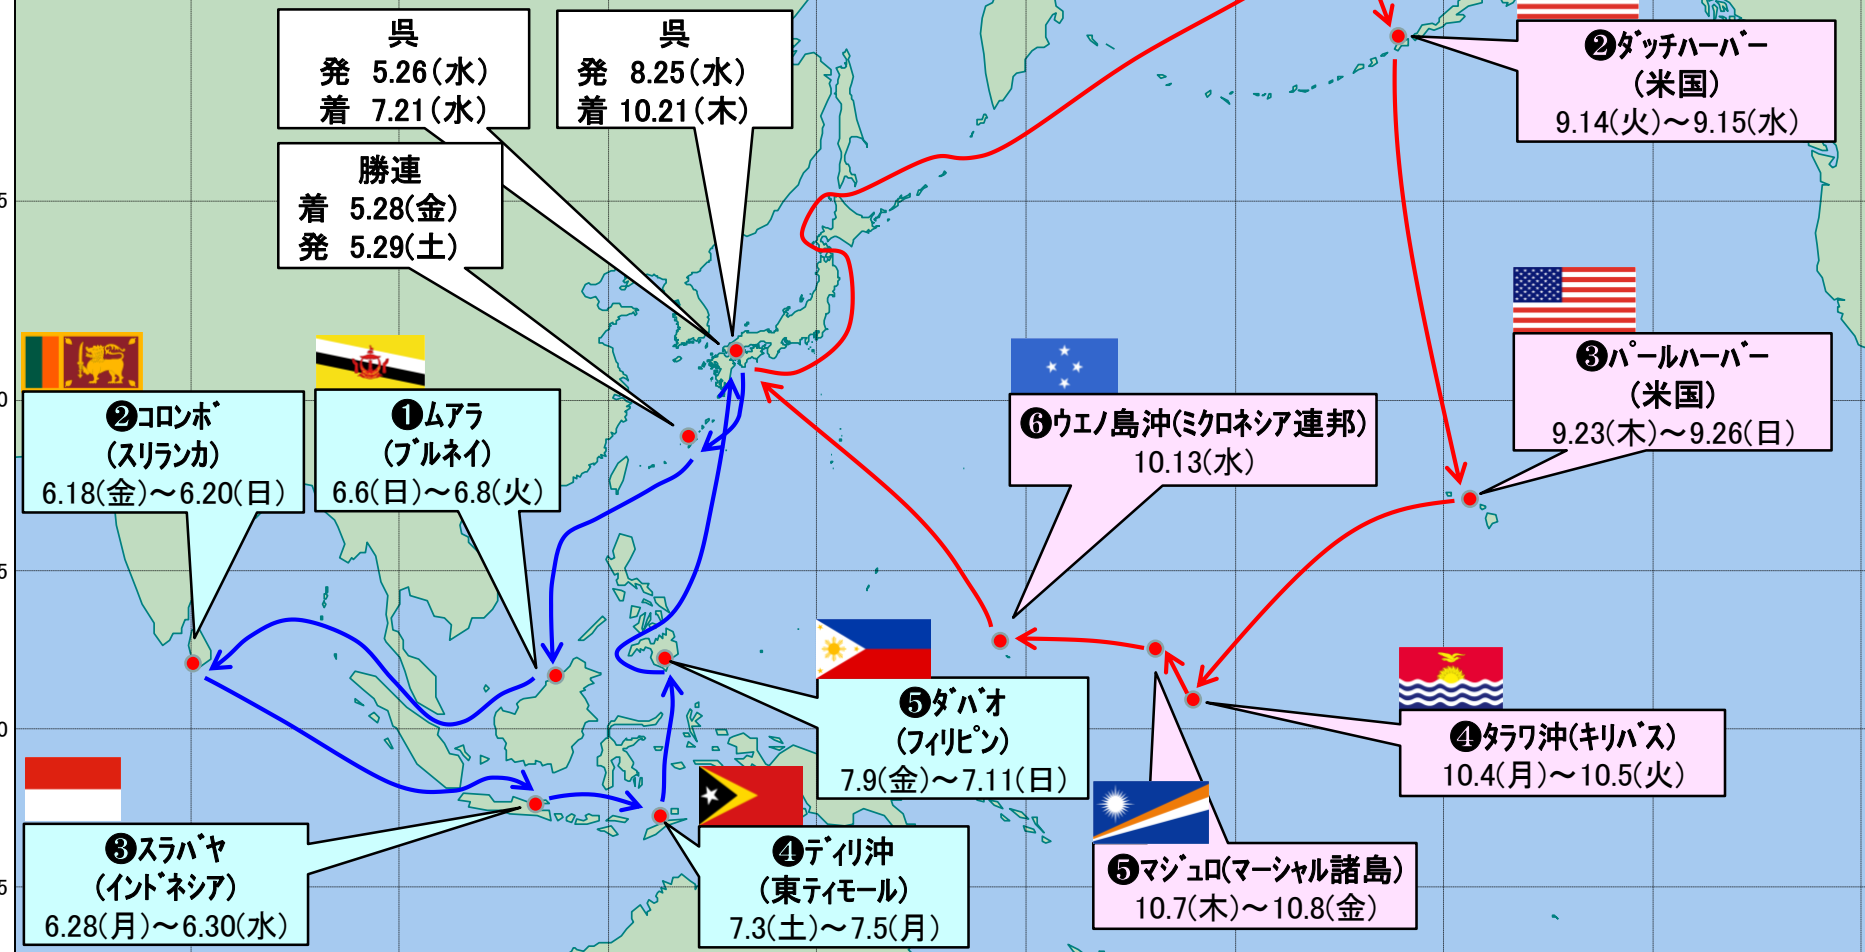 呉
発 5.26(水)
着 7.21(水)
呉
発 8.25(水)
着 10.21(木)
勝連
着 5.28(金)
発 5.29(土)
❷ダッチハーバー
(米国)
9.14(火)～9.15(水)
❸パールハーバー
(米国)
9.23(木)～9.26(日)
❷コロンボ
(スリランカ)
6.18(金)～6.20(日)
❶ムアラ
(ブルネイ)
6.6(日)～6.8(火)
❻ウエノ島沖(ミクロネシア連邦)
10.13(水)
❺ダバオ
(フィリピン)
7.9(金)～7.11(日)
❹タラワ沖(キリバス)
10.4(月)～10.5(火)
❸スラバヤ
(インドネシア)
6.28(月)～6.30(水)
❹ディリ沖
(東ティモール)
7.3(土)～7.5(月)
❺マジュロ(マーシャル諸島)
10.7(木)～10.8(金)
5
0
5
0
5